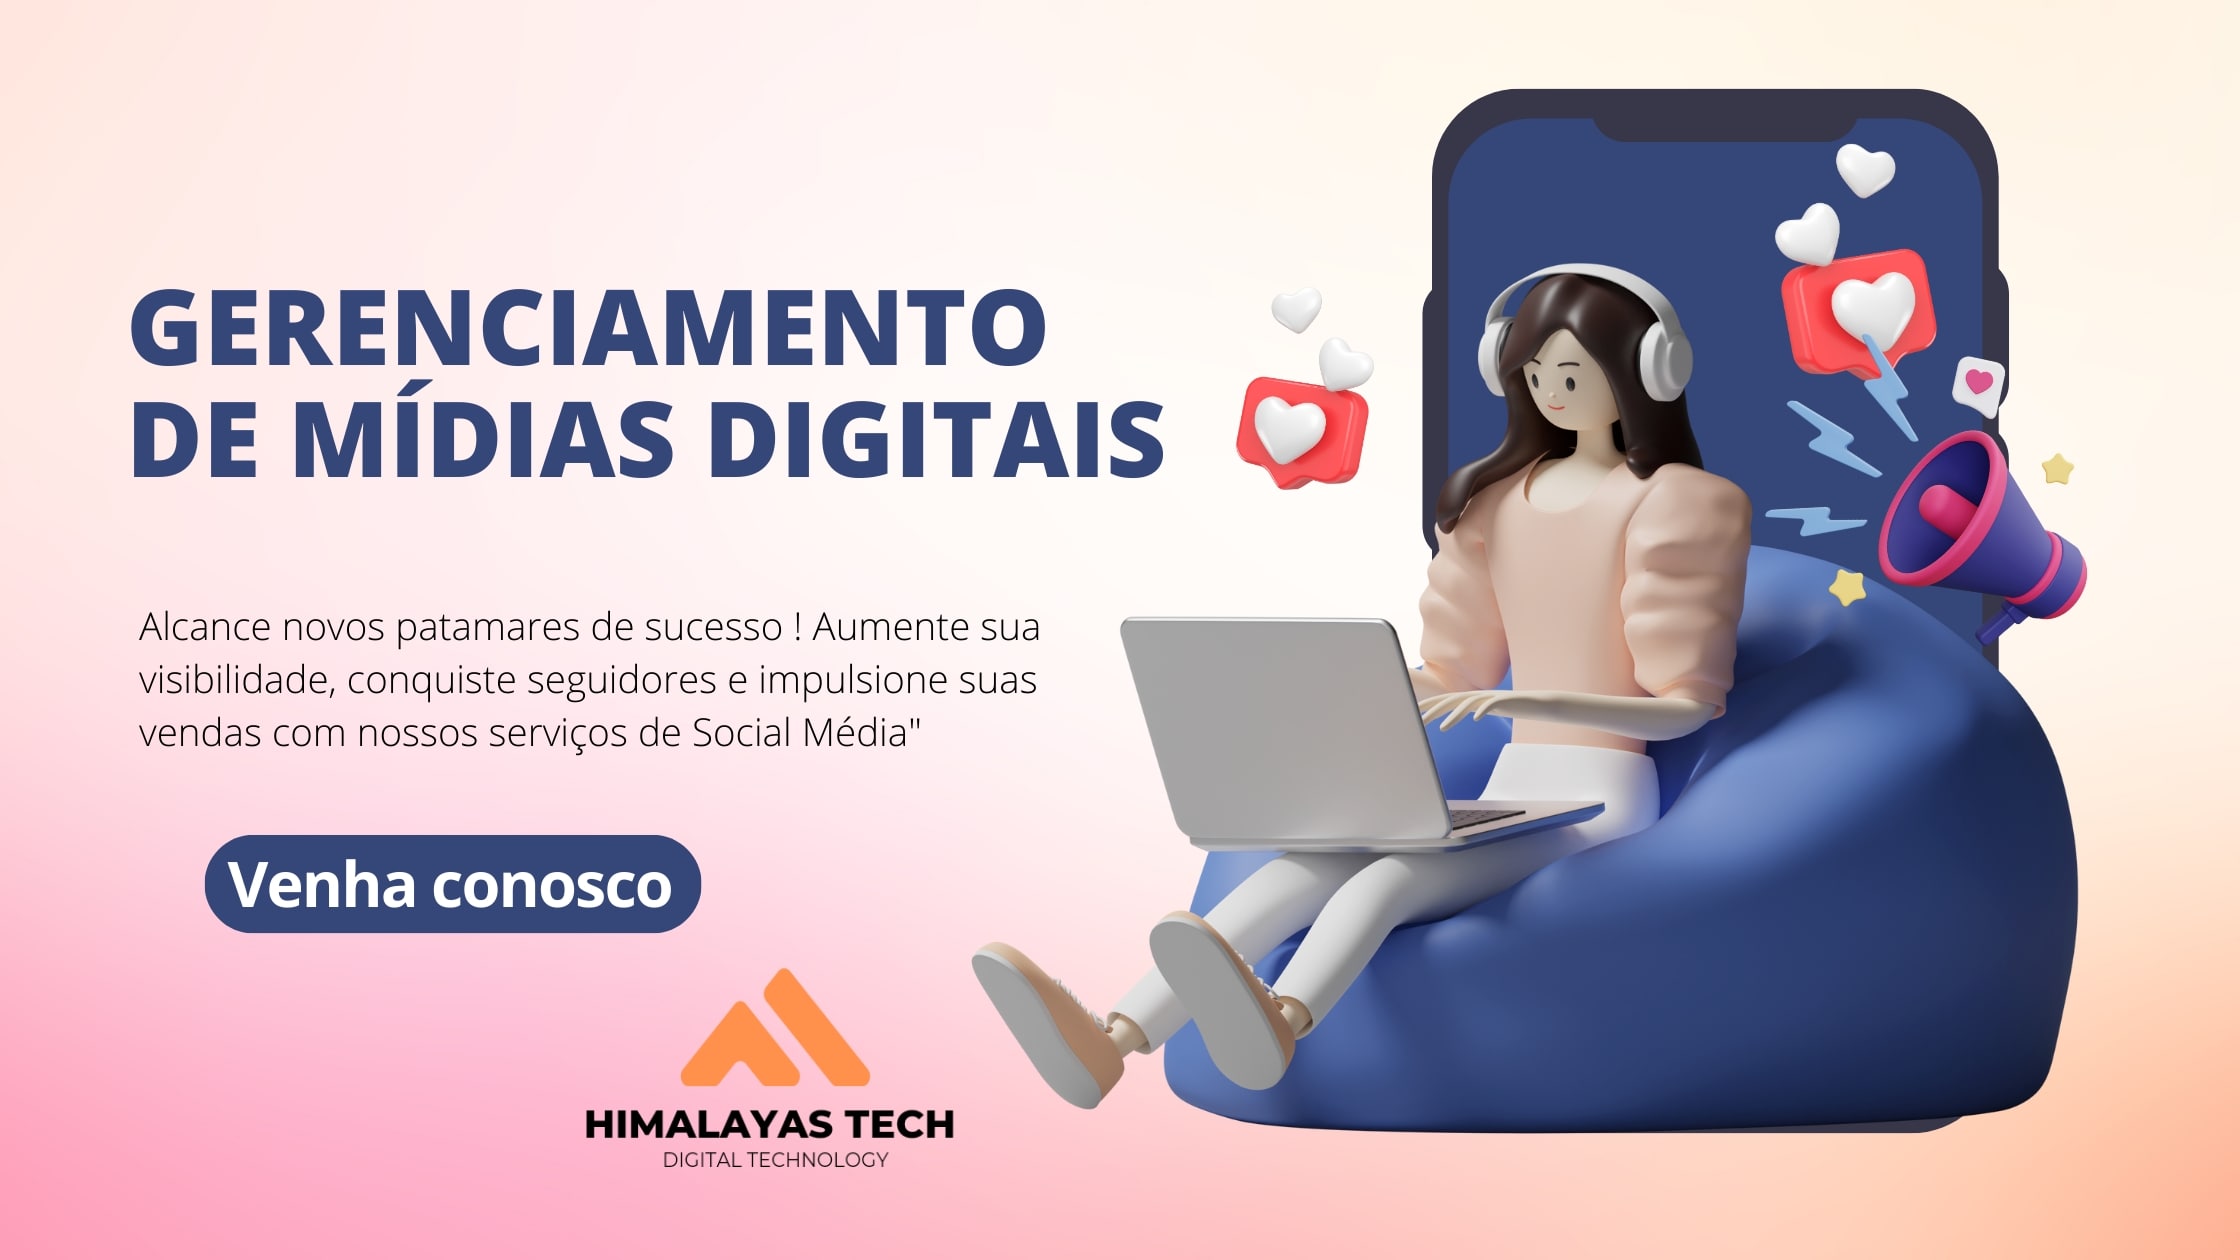 GERENCIAMENTO
DE MÍDIAS DIGITAIS
Alcance novos patamares de sucesso ! Aumente sua
visibilidade, conquiste seguidores e impulsione suas
vendas com nossos serviços de Social Média"
Venha conosco
HIMALAYAS TECH
DIGITAL TECHNOLOGY